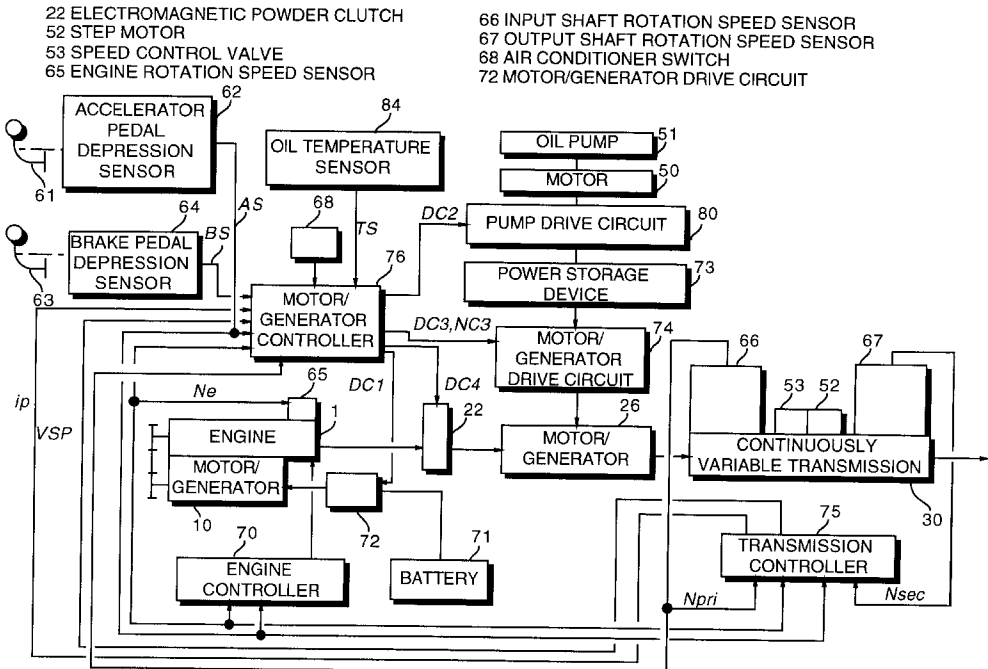 22 ELECTROMAGNETIC POWDER CLUTCH
52 STEP MOTOR
53 SPEED CONTROL VALVE
65 ENGINE ROTATION SPEED SENSOR
66 INPUT SHAFT ROTATION SPEED SENSOR
67 OUTPUT SHAFT ROTATION SPEED SENSOR
68 AIR CONDITIONER SWITCH
72 MOTOR/GENERATOR DRIVE CIRCUIT
62
ACCELERATOR
PEDAL
DEPRESSION
SENSOR
61
84
OIL TEMPERATURE
SENSOR
OIL PUMP
51
MOTOR
50
64
AS
BRAKE PEDAL
DEPRESSION
SENSOR
BS
63
68
TS
DC2
PUMP DRIVE CIRCUIT
80
76
MOTOR/
GENERATOR
CONTROLLER
POWER STORAGE
DEVICE
73
DC3,NC3
MOTOR/
GENERATOR
DRIVE CIRCUIT
74
66
67
53
52
ip
VSP
Ne
65
DC1
DC4
1
22
26
ENGINE
MOTOR/
GENERATOR
10
MOTOR/
GENERATOR
CONTINUOUSLY
VARIABLE TRANSMISSION
30
72
70
ENGINE
CONTROLLER
71
BATTERY
75
TRANSMISSION
CONTROLLER
Npri
Nsec